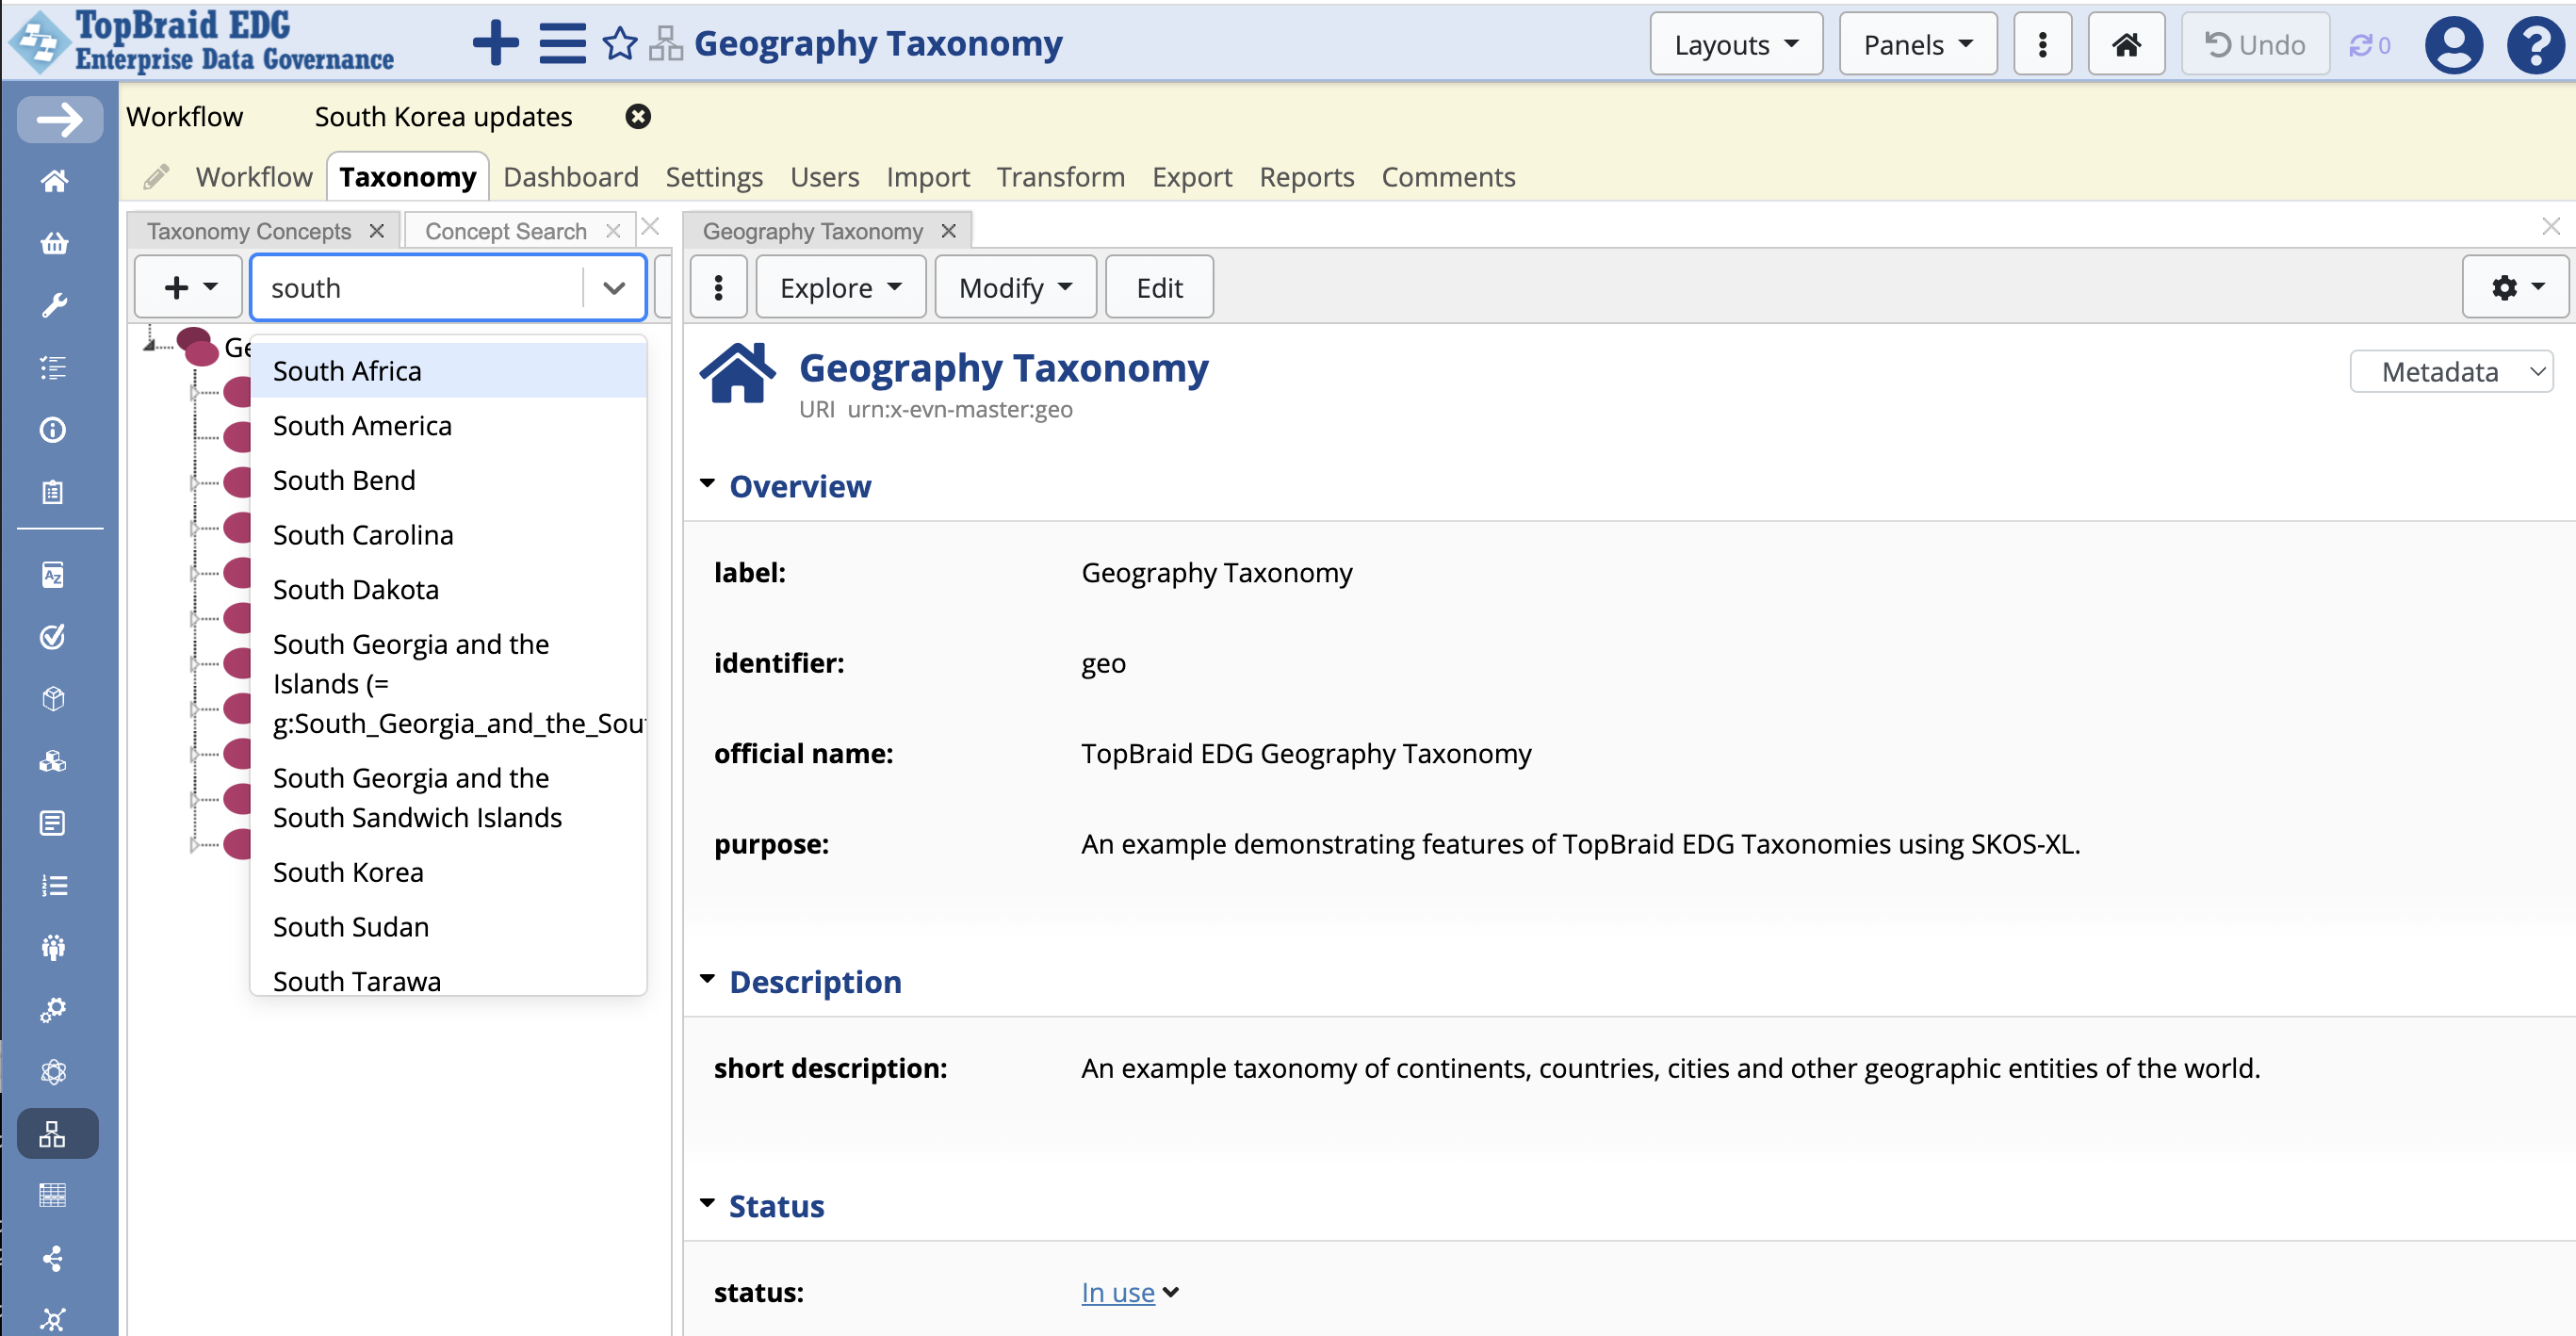 TopBraid EDG
Enterprise Data Governance
Geography Taxonomy
Layouts
Panels
Undo
0
Workflow
South Korea updates
Workflow
Taxonomy
Dashboard
Settings
Users
Import
Transform
Export
Reports
Comments
Taxonomy Concepts
Concept Search
Geography Taxonomy
south
Explore
Modify
Edit
Ge
South Africa
South America
South Bend
South Carolina
South Dakota
South Georgia and the
Islands (=
g:South_Georgia_and_the_Sou
South Georgia and the
South Sandwich Islands
South Korea
South Sudan
South Tarawa
Geography Taxonomy
URI urn:x-evn-master:geo
Metadata
Overview
label:
Geography Taxonomy
identifier:
geo
official name:
TopBraid EDG Geography Taxonomy
purpose:
An example demonstrating features of TopBraid EDG Taxonomies using SKOS-XL.
Description
short description:
An example taxonomy of continents, countries, cities and other geographic entities of the world.
Status
status:
In use